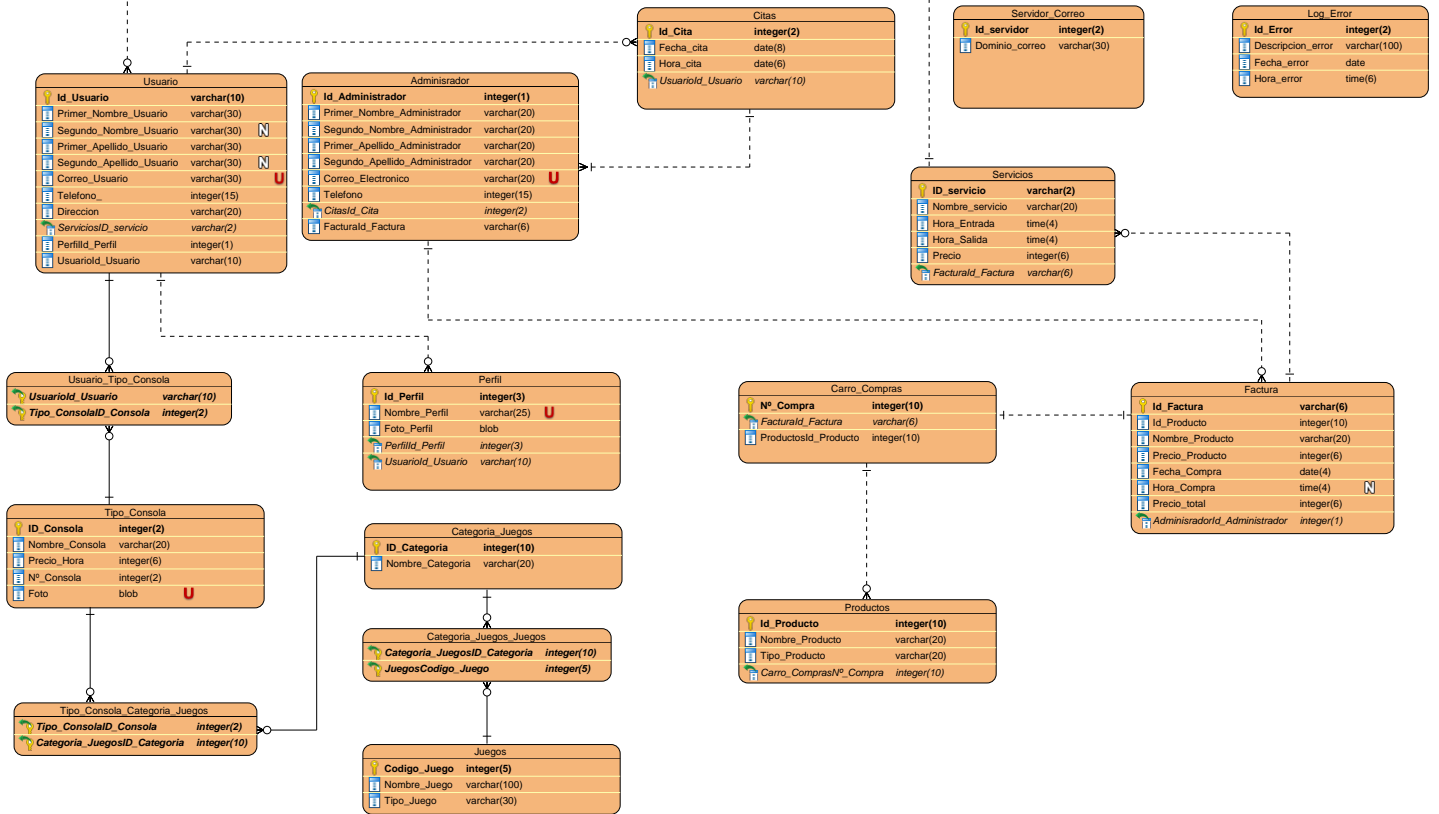 Citas
Id_Cita integer(2)
Fecha_cita date(8)
Hora_cita date(6)
UsuarioId_Usuario varchar(10)
Servidor_Correo
Id_servidor integer(2)
Dominio_correo varchar(30)
Log_Error
Id_Error integer(2)
Descripcion_error varchar(100)
Fecha_error date
Hora_error time(6)
Usuario
Id_Usuario varchar(10)
Primer_Nombre_Usuario varchar(30)
Segundo_Nombre_Usuario varchar(30) N
Primer_Apellido_Usuario varchar(30)
Segundo_Apellido_Usuario varchar(30) N
Correo_Usuario varchar(30) U
Telefono_ integer(15)
Direccion varchar(20)
ServiciosID_servicio varchar(2)
PerfilId_Perfil integer(1)
UsuarioId_Usuario varchar(10)
Adminisrador
Id_Administrador integer(1)
Primer_Nombre_Administrador varchar(20)
Segundo_Nombre_Administrador varchar(20)
Primer_Apellido_Administrador varchar(20)
Segundo_Apellido_Administrador varchar(20)
Correo_Electronico varchar(20) U
Telefono integer(15)
CitasId_Cita integer(2)
FacturaId_Factura varchar(6)
Servicios
ID_servicio varchar(2)
Nombre_servicio varchar(20)
Hora_Entrada time(4)
Hora_Salida time(4)
Precio integer(6)
FacturaId_Factura varchar(6)
Usuario_Tipo_Consola
UsuarioId_Usuario varchar(10)
Tipo_ConsolaID_Consola integer(2)
Perfil
Id_Perfil integer(3)
Nombre_Perfil varchar(25) U
Foto_Perfil blob
PerfilId_Perfil integer(3)
UsuarioId_Usuario varchar(10)
Carro_Compras
Nº_Compra integer(10)
FacturaId_Factura varchar(6)
ProductosId_Producto integer(10)
Factura
Id_Factura varchar(6)
Id_Producto integer(10)
Nombre_Producto varchar(20)
Precio_Producto integer(6)
Fecha_Compra date(4)
Hora_Compra time(4) N
Precio_total integer(6)
AdminisradorId_Administrador integer(1)
Tipo_Consola
ID_Consola integer(2)
Nombre_Consola varchar(20)
Precio_Hora integer(6)
Nº_Consola integer(2)
Foto blob U
Categoria_Juegos
ID_Categoria integer(10)
Nombre_Categoria varchar(20)
Categoria_Juegos_Juegos
Categoria_JuegosID_Categoria integer(10)
JuegosCodigo_Juego integer(5)
Productos
Id_Producto integer(10)
Nombre_Producto varchar(20)
Tipo_Producto varchar(20)
Carro_ComprasNº_Compra integer(10)
Tipo_Consola_Categoria_Juegos
Tipo_ConsolaID_Consola integer(2)
Categoria_JuegosID_Categoria integer(10)
Juegos
Codigo_Juego integer(5)
Nombre_Juego varchar(100)
Tipo_Juego varchar(30)